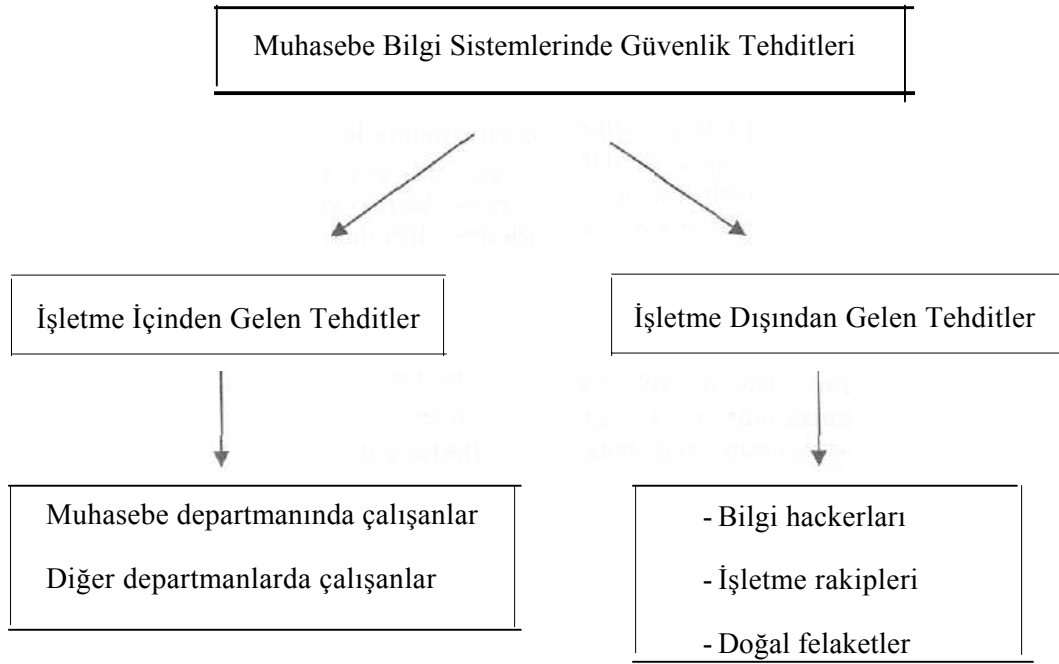 Muhasebe Bilgi Sistemlerinde Güvenlik Tehditleri
İşletme İçinden Gelen Tehditler
İşletme Dışından Gelen Tehditler
Muhasebe departmanında çalışanlar
Diğer departmanlarda çalışanlar
- Bilgi hackerları
- İşletme rakipleri
- Doğal felaketler